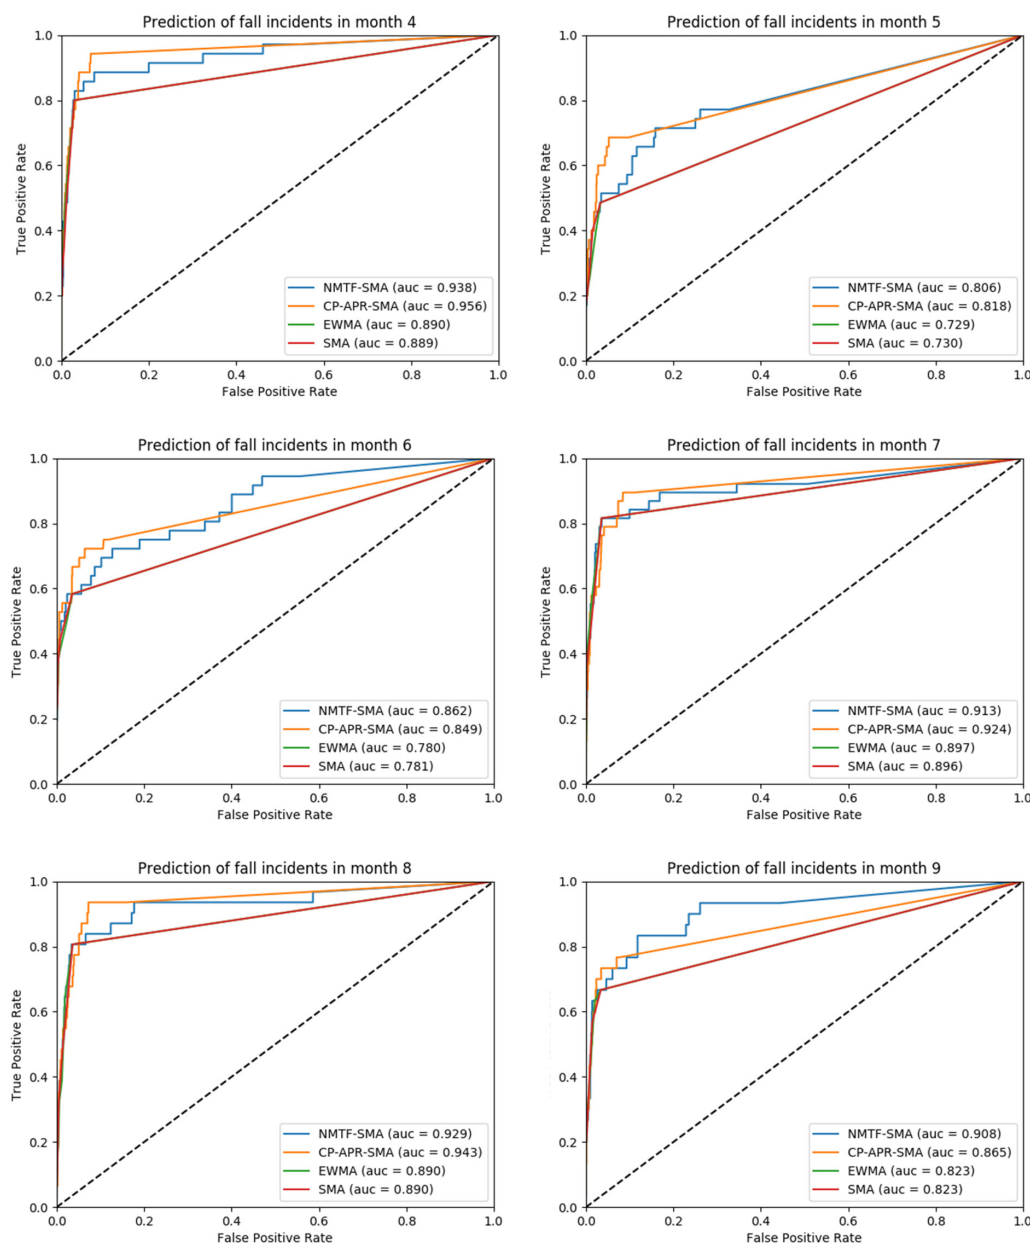 Prediction of fall incidents in month 4
1.0
0.8
0.6
0.4
0.2
0.0
True Positive Rate
NMTF-SMA (auc = 0.938)
CP-APR-SMA (auc = 0.956)
EWMA (auc = 0.890)
SMA (auc = 0.889)
0.0 0.2 0.4 0.6 0.8 1.0
False Positive Rate
Prediction of fall incidents in month 5
1.0
0.8
0.6
0.4
0.2
0.0
True Positive Rate
NMTF-SMA (auc = 0.806)
CP-APR-SMA (auc = 0.818)
EWMA (auc = 0.729)
SMA (auc = 0.730)
0.0 0.2 0.4 0.6 0.8 1.0
False Positive Rate
Prediction of fall incidents in month 6
1.0
0.8
0.6
0.4
0.2
0.0
True Positive Rate
NMTF-SMA (auc = 0.862)
CP-APR-SMA (auc = 0.849)
EWMA (auc = 0.780)
SMA (auc = 0.781)
0.0 0.2 0.4 0.6 0.8 1.0
False Positive Rate
Prediction of fall incidents in month 7
1.0
0.8
0.6
0.4
0.2
0.0
True Positive Rate
NMTF-SMA (auc = 0.913)
CP-APR-SMA (auc = 0.924)
EWMA (auc = 0.897)
SMA (auc = 0.896)
0.0 0.2 0.4 0.6 0.8 1.0
False Positive Rate
Prediction of fall incidents in month 8
1.0
0.8
0.6
0.4
0.2
0.0
True Positive Rate
NMTF-SMA (auc = 0.929)
CP-APR-SMA (auc = 0.943)
EWMA (auc = 0.890)
SMA (auc = 0.890)
0.0 0.2 0.4 0.6 0.8 1.0
False Positive Rate
Prediction of fall incidents in month 9
1.0
0.8
0.6
0.4
0.2
0.0
True Positive Rate
NMTF-SMA (auc = 0.908)
CP-APR-SMA (auc = 0.865)
EWMA (auc = 0.823)
SMA (auc = 0.823)
0.0 0.2 0.4 0.6 0.8 1.0
False Positive Rate